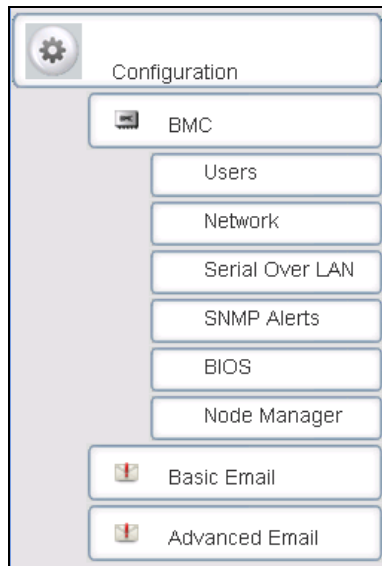 Configuration
BMC
Users
Network
Serial Over LAN
SNMP Alerts
BIOS
Node Manager
Basic Email
Advanced Email